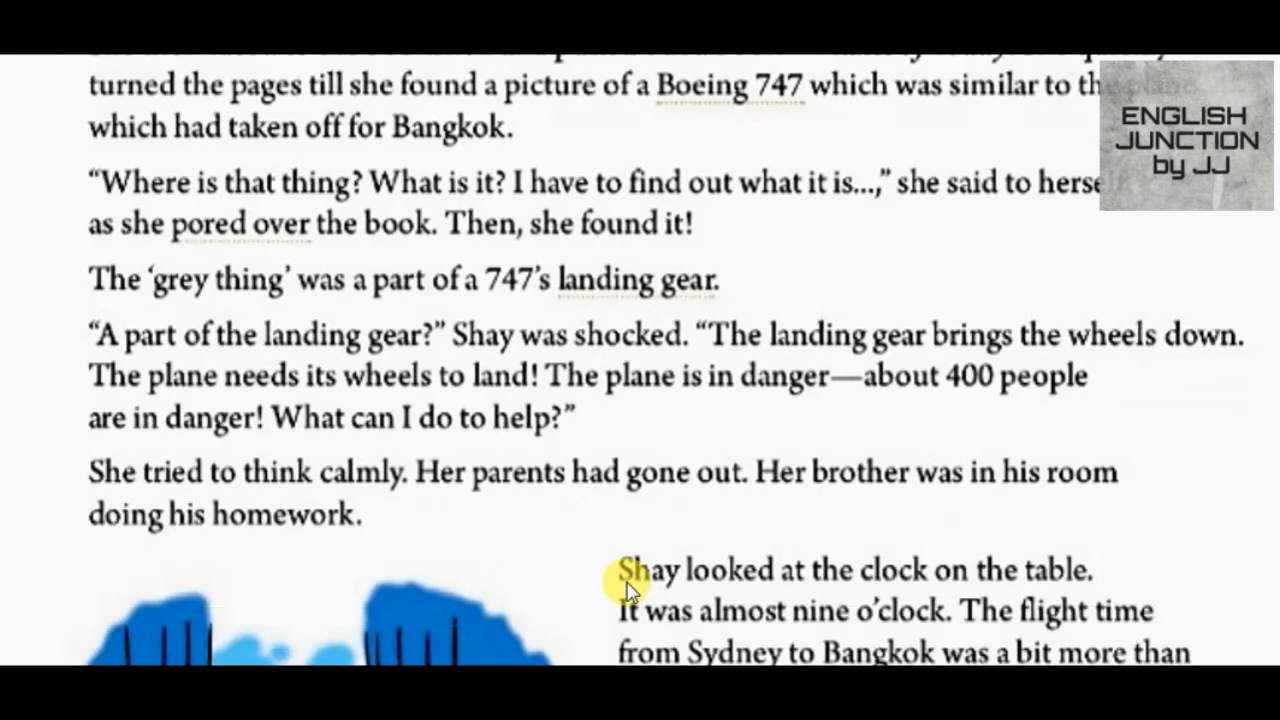 turned the pages till she found a picture of a Boeing 747 which was similar to the plane
which had taken off for Bangkok.
“Where is that thing? What is it? I have to find out what it is...,” she said to herself
as she pored over the book. Then, she found it!
The ‘grey thing’ was a part of a 747’s landing gear.
“A part of the landing gear?” Shay was shocked. “The landing gear brings the wheels down.
The plane needs its wheels to land! The plane is in danger—about 400 people
are in danger! What can I do to help?”
She tried to think calmly. Her parents had gone out. Her brother was in his room
doing his homework.
Shay looked at the clock on the table.
It was almost nine o’clock. The flight time
from Sydney to Bangkok was a bit more than
ENGLISH
JUNCTION
by JJ